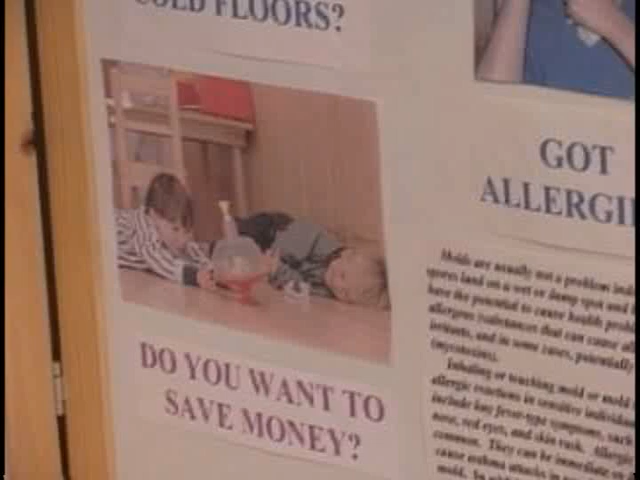 COLD FLOORS?
DO YOU WANT TO
SAVE MONEY?
GOT
ALLERGI
Molds are usually not a problem ind
spores land on a wet or damp spot and
have the potential to cause health prob
allergens (substances that can cause al
irritants, and in some cases, potentially
(mycotoxins).
Inhaling or touching mold or mold
allergic reactions in sensitive individua
include hay fever-type symptoms, such
nose, red eyes, and skin rash. Allergic
common. They can be immediate or
cause asthma attacks in
mold. In